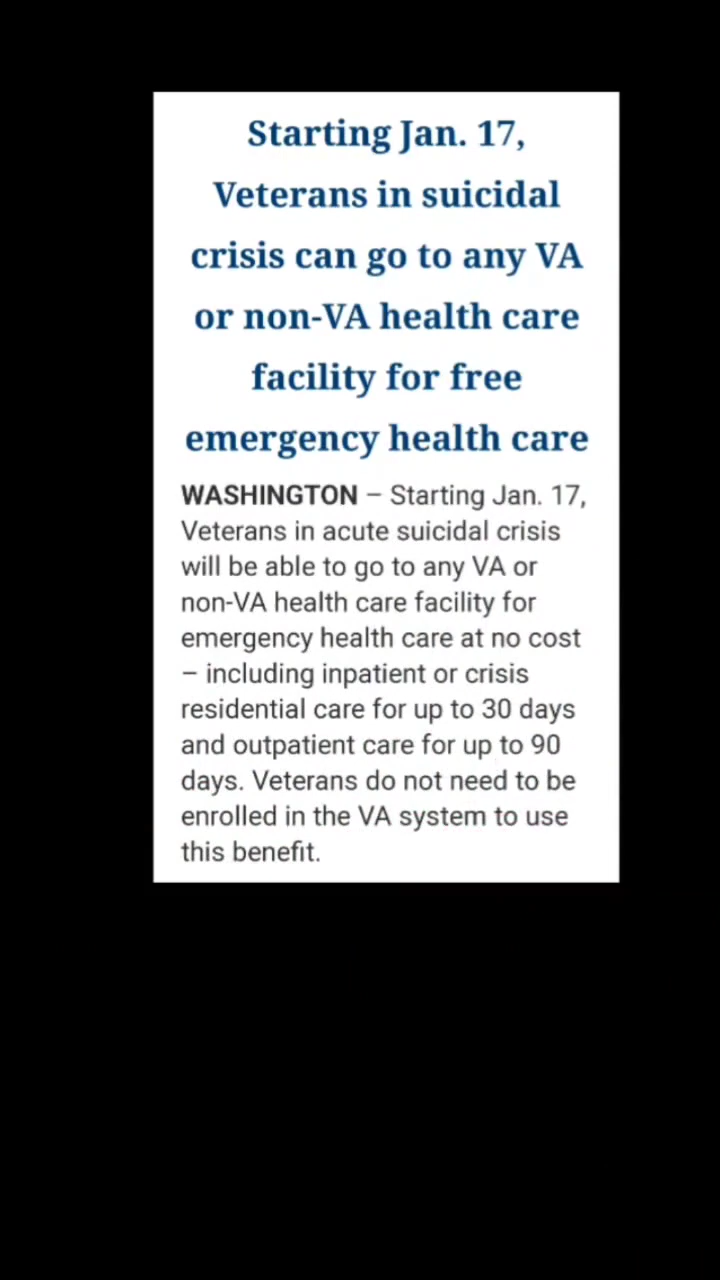 Starting Jan. 17,
Veterans in suicidal
crisis can go to any VA
or non-VA health care
facility for free
emergency health care
WASHINGTON – Starting Jan. 17,
Veterans in acute suicidal crisis
will be able to go to any VA or
non-VA health care facility for
emergency health care at no cost
– including inpatient or crisis
residential care for up to 30 days
and outpatient care for up to 90
days. Veterans do not need to be
enrolled in the VA system to use
this benefit.